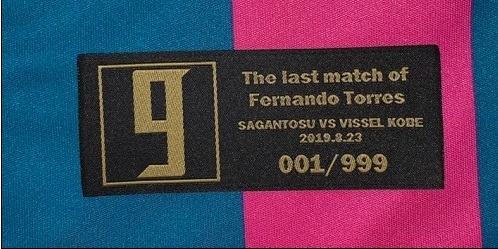 9
The last match of
Fernando Torres
SAGANTOSU VS VISSEL KOBE
2019.8.23
001/999